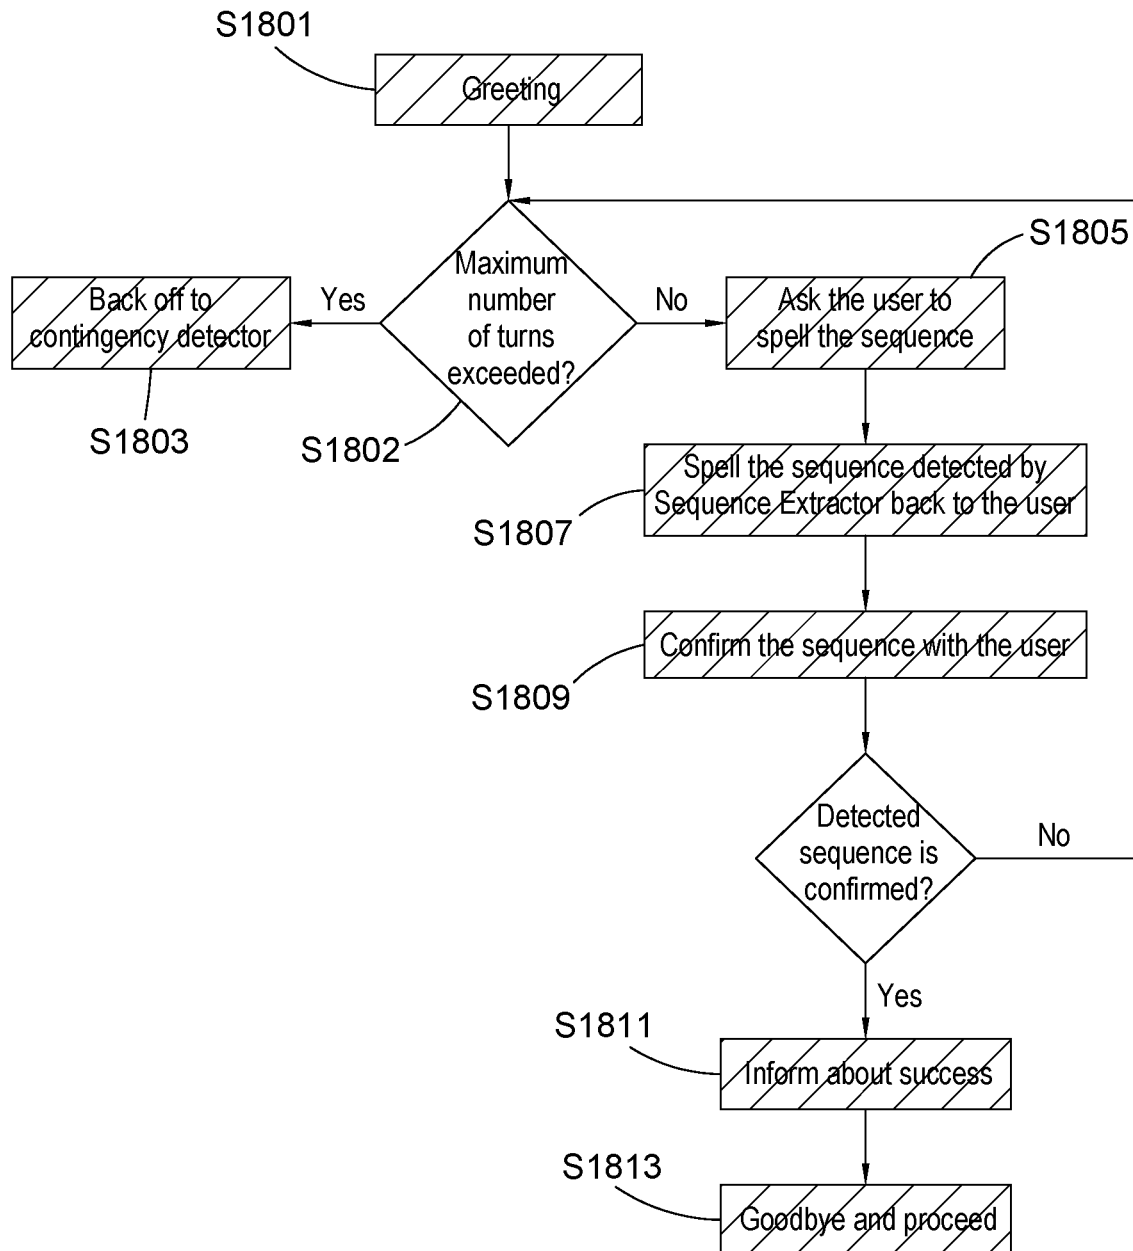 S1801
Greeting
S1805
Maximum
number
of turns
exceeded?
Back off to
contingency detector
Yes
No
Ask the user to
spell the sequence
S1803
S1802
Spell the sequence detected by
Sequence Extractor back to the user
S1807
Confirm the sequence with the user
S1809
Detected
sequence is
confirmed?
No
Yes
S1811
Inform about success
S1813
Goodbye and proceed